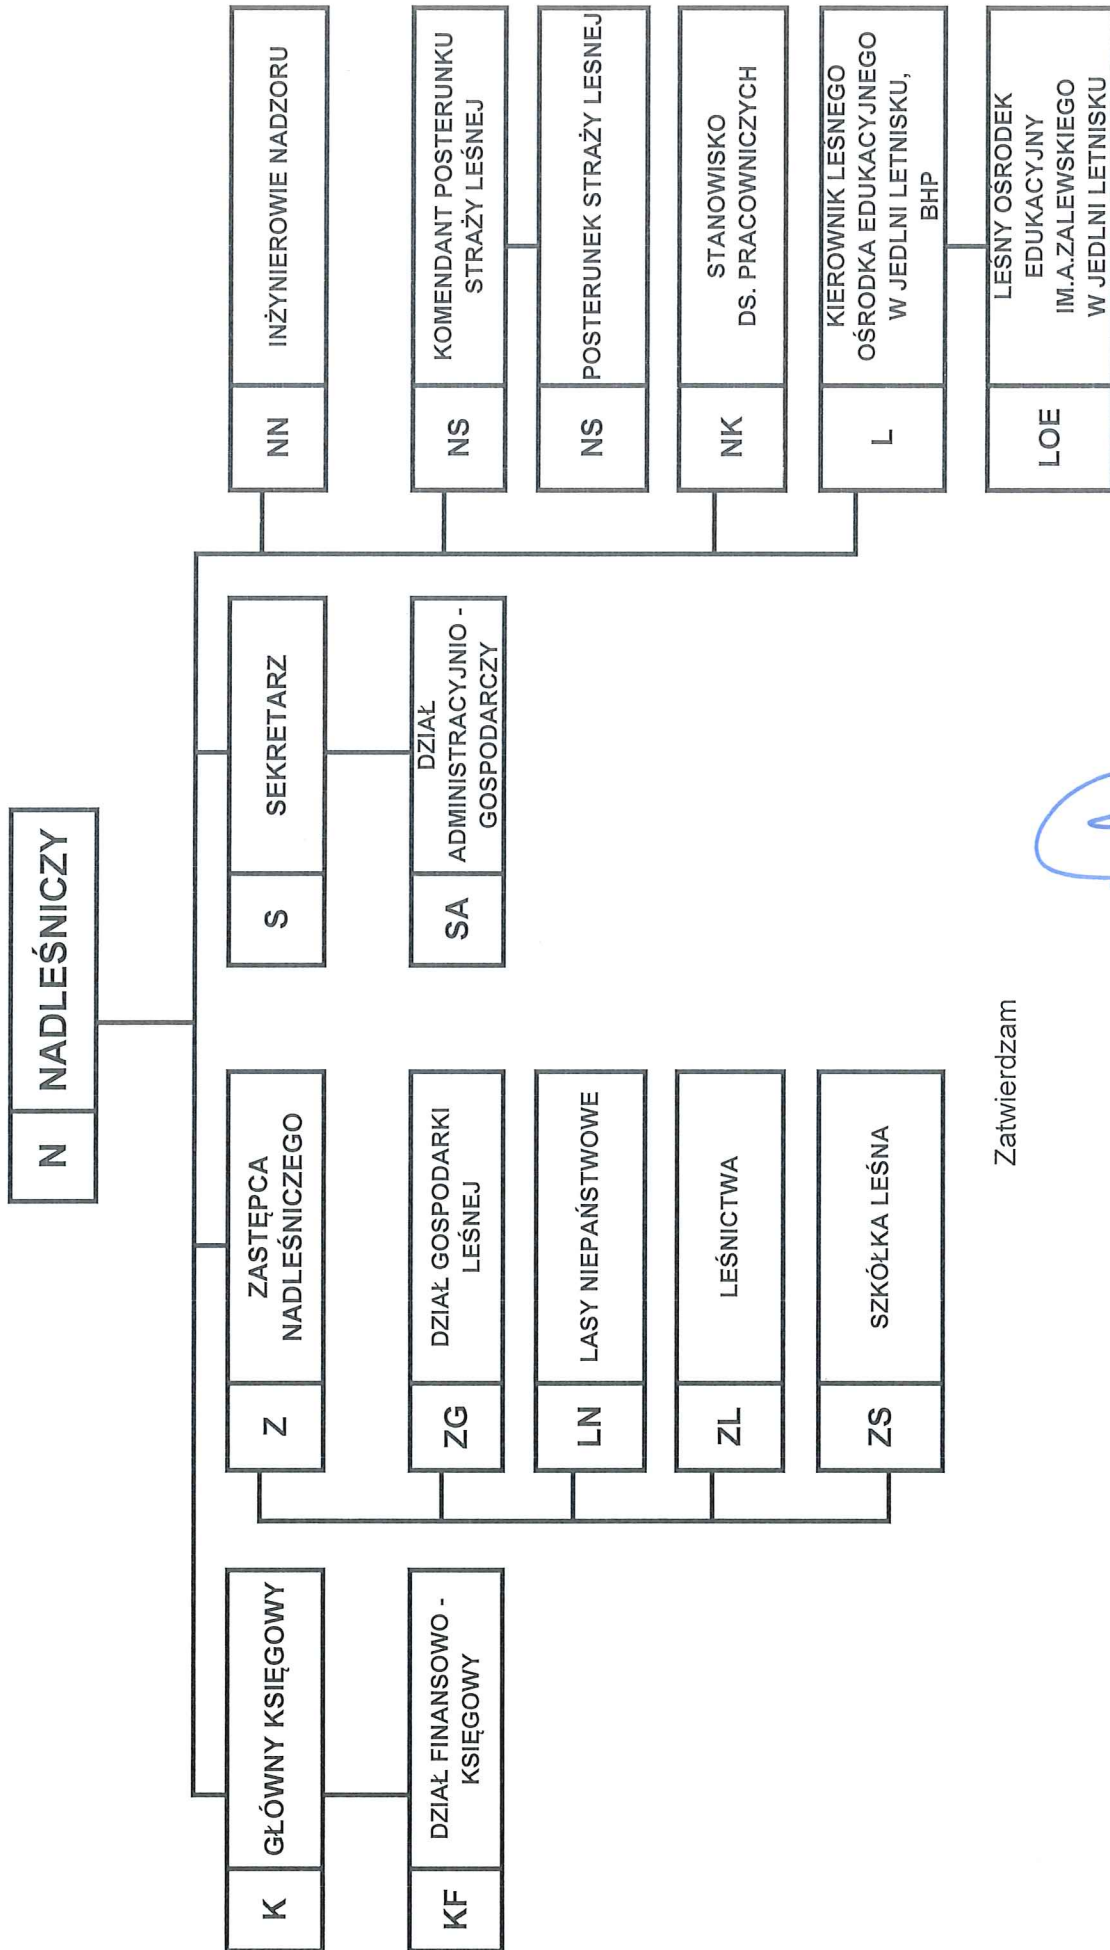 N NADLEŚNICZY
K GŁÓWNY KSIĘGOWY
KF DZIAŁ FINANSOWO -
KSIĘGOWY
Z ZASTĘPCA
NADLEŚNICZEGO
ZG DZIAŁ GOSPODARKI
LEŚNEJ
LN LASY NIEPAŃSTWOWE
ZL LEŚNICTWA
ZS SZKÓŁKA LEŚNA
S SEKRETARZ
SA DZIAŁ
ADMINISTRACYJNIO -
GOSPODARCZY
NN INŻYNIEROWIE NADZORU
NS KOMENDANT POSTERUNKU
STRAŻY LEŚNEJ
NS POSTERUNEK STRAŻY LESNEJ
NK STANOWISKO
DS. PRACOWNICZYCH
L KIEROWNIK LEŚNEGO
OŚRODKA EDUKACYJNEGO
W JEDLNI LETNISKU,
BHP
LOE LEŚNY OŚRODEK
EDUKACYJNY
IM.A.ZALEWSKIEGO
W JEDLNI LETNISKU
Zatwierdzam